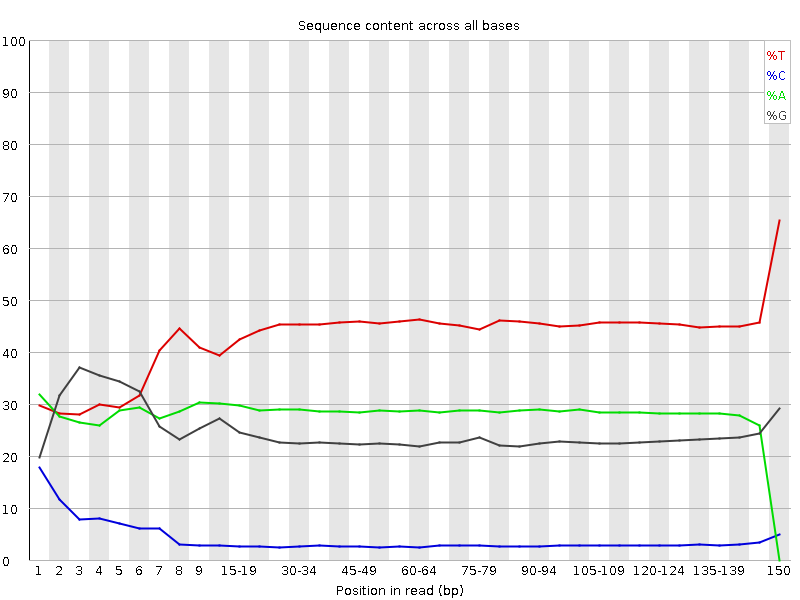 Sequence content across all bases
100
90
80
70
60
50
40
30
20
10
0
%T
%C
%A
%G
1 2 3 4 5 6 7 8 9 15-19 30-34 45-49 60-64 75-79 90-94 105-109 120-124 135-139 150
Position in read (bp)